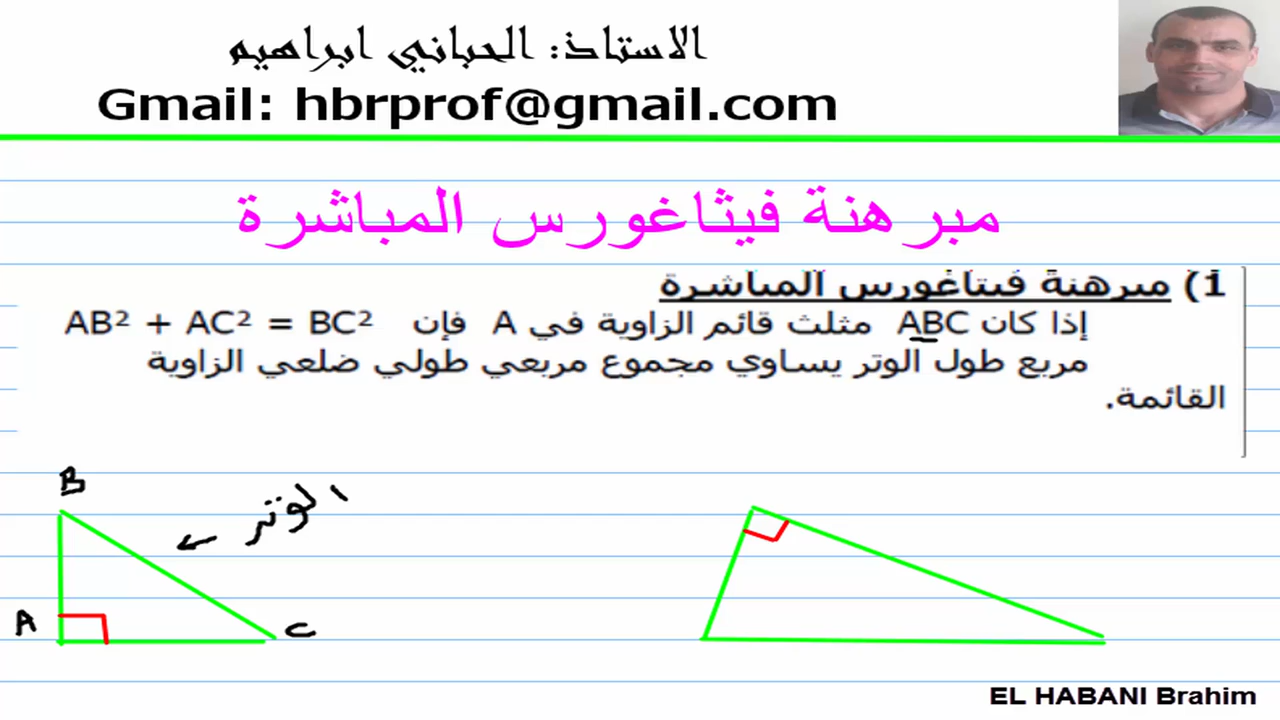 الاستاذ: الحباني ابراهيم
Gmail: hbrprof@gmail.com
مبرهنة فيثاغورس المباشرة
1) مبرهنة فيتاغورس المباشرة
إذا كان ABC مثلث قائم الزاوية في A فإن AB² + AC² = BC²
مربع طول الوتر يساوي مجموع مربعي طولي ضلعي الزاوية
القائمة.
B
الوتر
A
C
EL HABANI Brahim